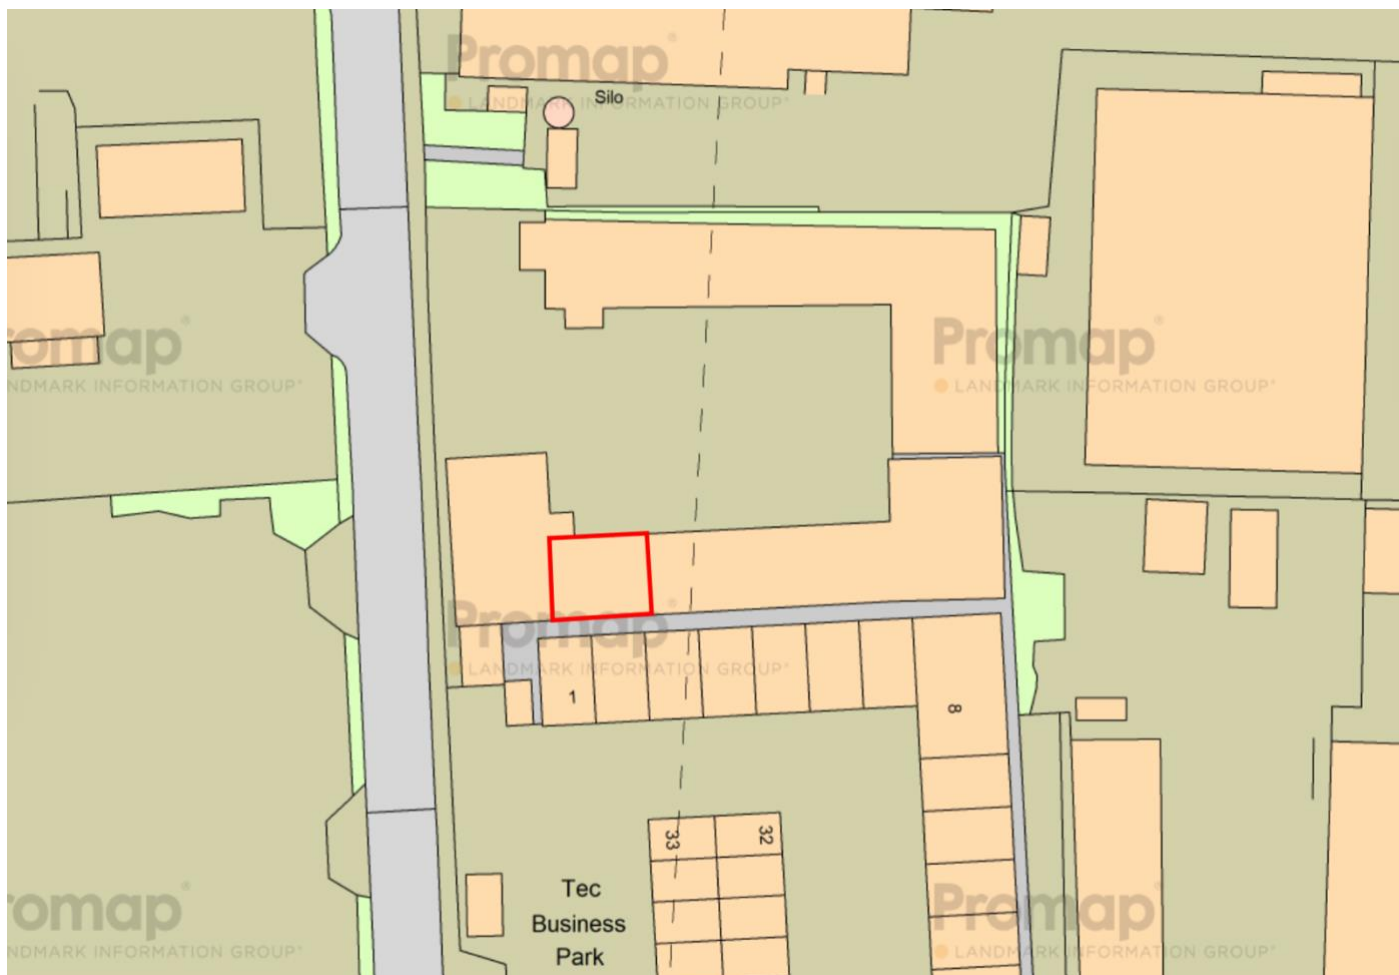 Promap
LANDMARK INFORMATION GROUP
Silo
romap
NDMARK INFORMATION GROUP
Promap
LANDMARK INFORMATION GROUP
Promap
LANDMARK INFORMATION GROUP
1
8
33
32
Tec
Business
Park
romap
NDMARK INFORMATION GROUP
Promap
LANDMARK INFORMATION GROUP